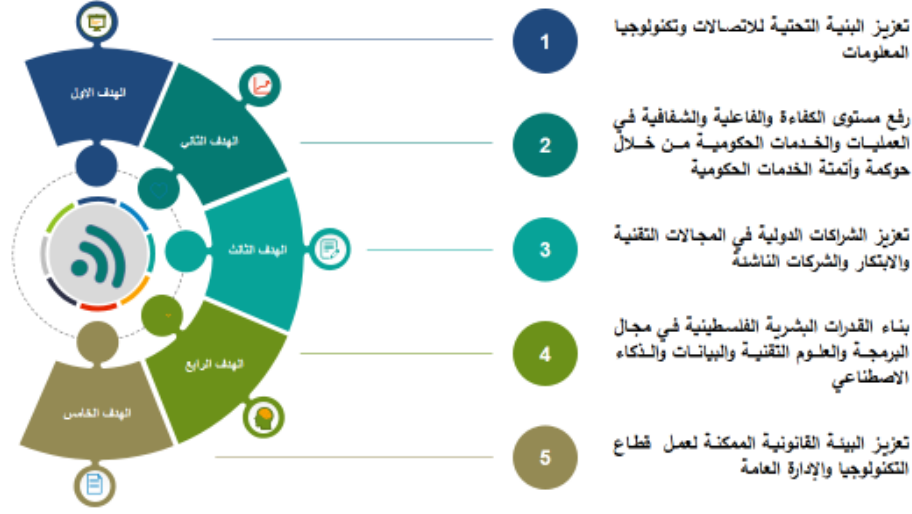 الهدف الاول
1
تعزيز البنية التحتية للاتصالات وتكنولوجيا
المعلومات
الهدف الثاني
2
رفع مستوى الكفاءة والفاعلية والشفافية في
العمليات والخدمات الحكومية من خلال
حوكمة وأتمتة الخدمات الحكومية
الهدف الثالث
3
تعزيز الشراكات الدولية في المجالات التقنية
والابتكار والشركات الناشئة
الهدف الرابع
4
بناء القدرات البشرية الفلسطينية في مجال
البرمجة والعلوم التقنية والبيانات والذكاء
الاصطناعي
الهدف الخامس
5
تعزيز البيئة القانونية الممكنة لعمل قطاع
التكنولوجيا والإدارة العامة